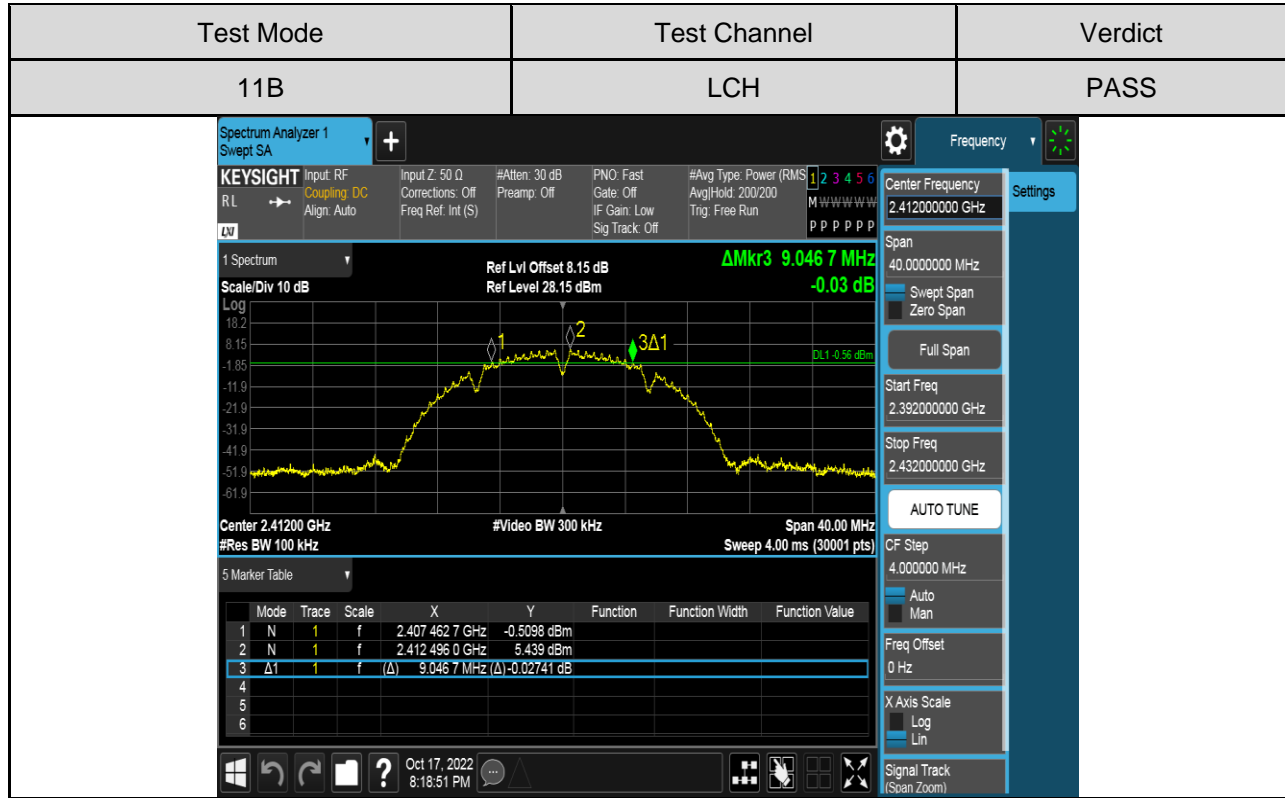 Test Mode Test Channel Verdict
11B LCH PASS
Spectrum Analyzer 1
Swept SA
+
Frequency
KEYSIGHT Input: RF Input Z: 50 Ω #Atten: 30 dB PNO: Fast #Avg Type: Power (RMS 1 2 3 4 5 6
RL Coupling: DC Corrections: Off Preamp: Off Gate: Off Avg|Hold: 200/200 M W W W W W
Align: Auto Freq Ref: Int (S) IF Gain: Low Trig: Free Run
LXI Sig Track: Off P P P P P P
1 Spectrum
Ref Lvl Offset 8.15 dB ΔMkr3 9.046 7 MHz
Scale/Div 10 dB Ref Level 28.15 dBm -0.03 dB
Log
18.2
8.15
-1.85
-11.9
-21.9
-31.9
-41.9
-51.9
-61.9
1
2
3Δ1
DL1 -0.56 dBm
Center 2.41200 GHz #Video BW 300 kHz Span 40.00 MHz
#Res BW 100 kHz Sweep 4.00 ms (30001 pts)
5 Marker Table
Mode Trace Scale X Y Function Function Width Function Value
1 N 1 f 2.407 462 7 GHz -0.5098 dBm
2 N 1 f 2.412 496 0 GHz 5.439 dBm
3 Δ1 1 f (Δ) 9.046 7 MHz (Δ) -0.02741 dB
4
5
6
? Oct 17, 2022
8:18:51 PM
Center Frequency
2.412000000 GHz
Settings
Span
40.0000000 MHz
Swept Span
Zero Span
Full Span
Start Freq
2.392000000 GHz
Stop Freq
2.432000000 GHz
AUTO TUNE
CF Step
4.000000 MHz
Auto
Man
Freq Offset
0 Hz
X Axis Scale
Log
Lin
Signal Track
(Span Zoom)